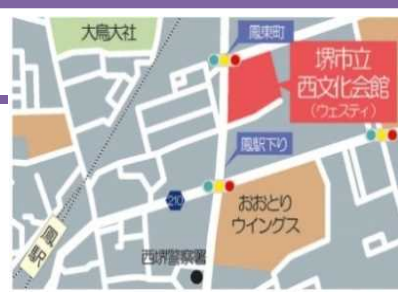 大鳥大社
鳳東町
堺市立
西文化会館
(ウェスティ)
鳳駅下り
210
おおとり
ウイングス
鳳駅
西堺警察署